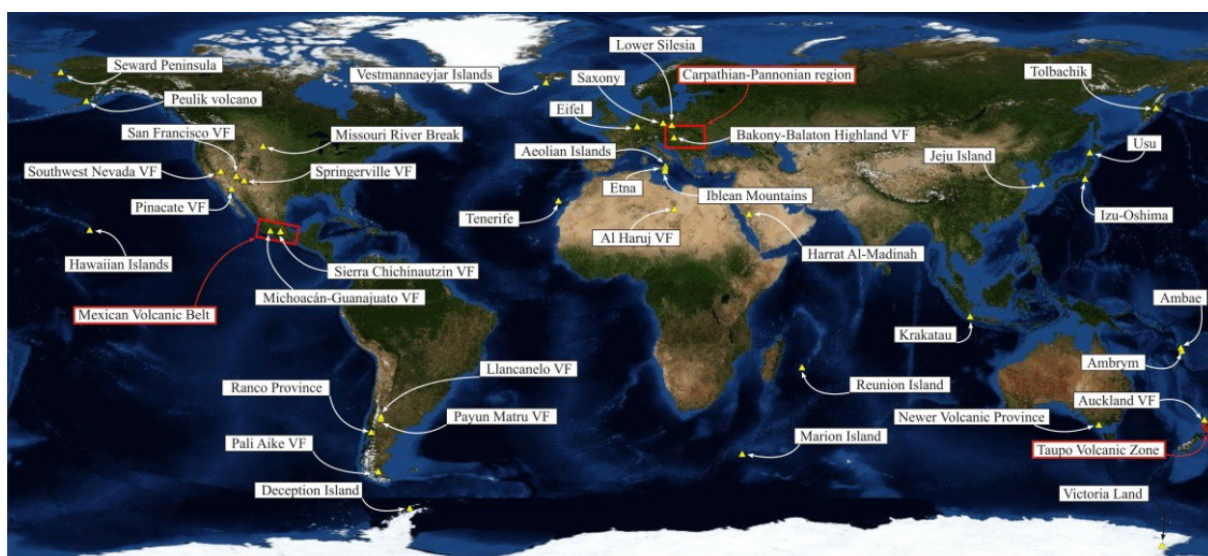 Lower Silesia
Seward Peninsula
Vestmannaeyjar Islands
Saxony
Carpathian-Pannonian region
Tolbachik
Peulik volcano
Eifel
San Francisco VF
Missouri River Break
Bakony-Balaton Highland VF
Usu
Aeolian Islands
Jeju Island
Southwest Nevada VF
Springerville VF
Etna
Iblean Mountains
Pinacate VF
Tenerife
Izu-Oshima
Al Haruj VF
Harrat Al-Madinah
Hawaiian Islands
Sierra Chichinautzin VF
Michoacán-Guanajuato VF
Ambae
Mexican Volcanic Belt
Krakatau
Ambrym
Llancanelo VF
Ranco Province
Reunion Island
Auckland VF
Payun Matru VF
Newer Volcanic Province
Pali Aike VF
Marion Island
Taupo Volcanic Zone
Deception Island
Victoria Land